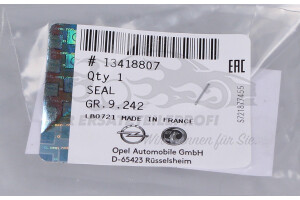 # 13418807
Qty 1
SEAL
GR.9.242
LB0721 MADE IN FRANCE
Opel Automobile GmbH
D-65423 Rüsselsheim
EAC